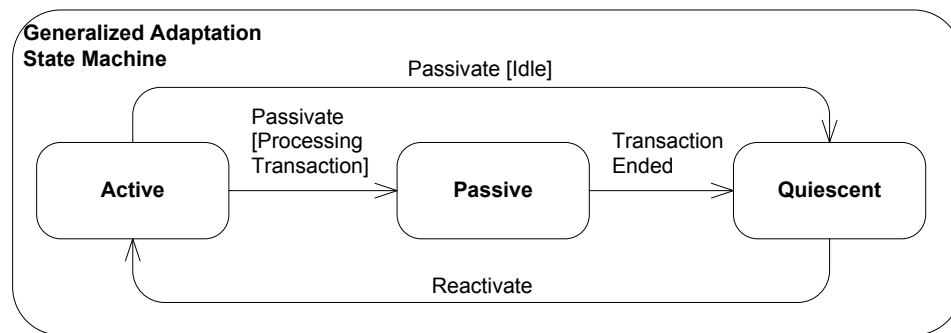 Generalized Adaptation
State Machine
Passivate [Idle]
Passivate
[Processing
Transaction]
Transaction
Ended
Active
Passive
Quiescent
Reactivate